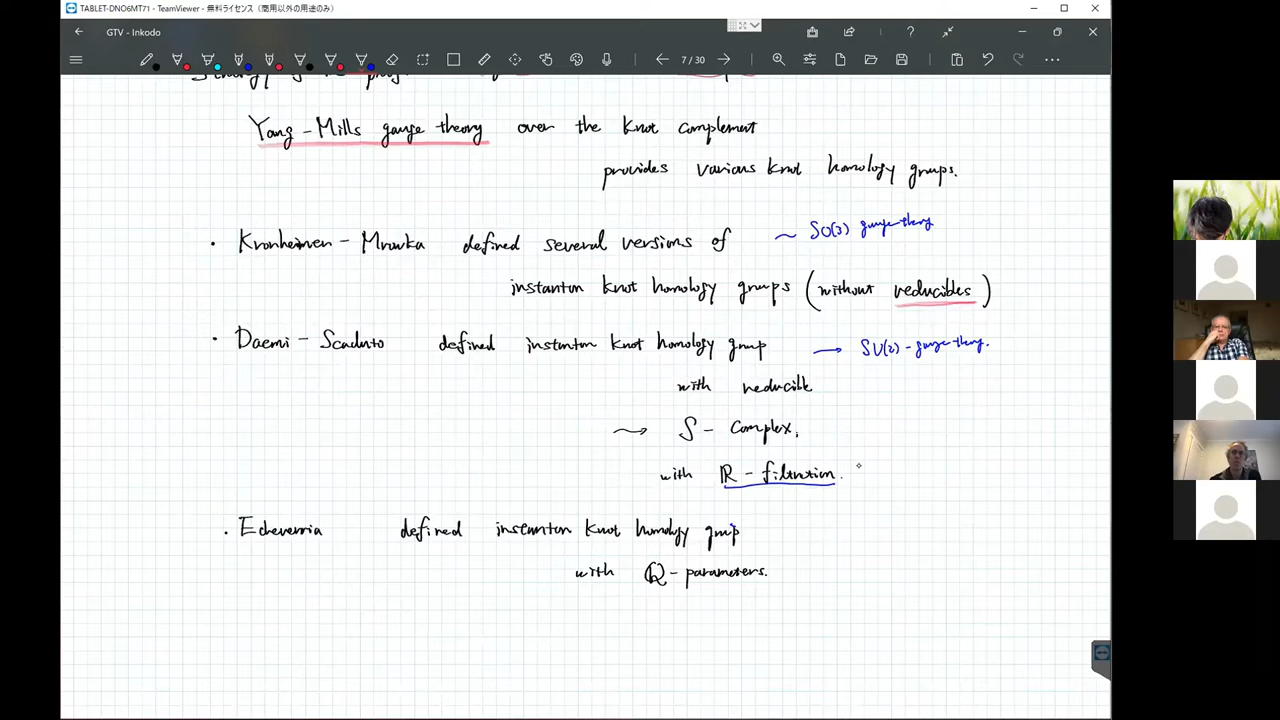 TABLET-DNO6MT71 - TeamViewer - 無料ライセンス (商用以外の用途のみ)
GTV - Inkodo
7 / 30
Yang-Mills gauge theory over the knot complement
provides various knot homology groups.
· Kronheimer - Mrowka defined several versions of ~ SO(3) gauge theory
instanton knot homology groups (without reducibles)
· Daemi - Scaduto defined instanton knot homology group → SU(2) - gauge theory.
with reducible
⇝ S - complex,
with ℝ - filtration.
· Echeverria defined instanton knot homology group
with ℚ - parameters.